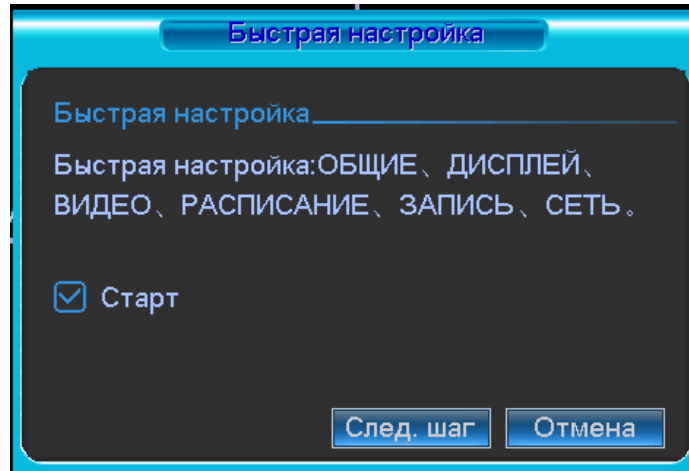 Быстрая настройка
Быстрая настройка
Быстрая настройка:ОБЩИЕ、ДИСПЛЕЙ、
ВИДЕО、РАСПИСАНИЕ、ЗАПИСЬ、СЕТЬ。
Старт
След. шаг
Отмена